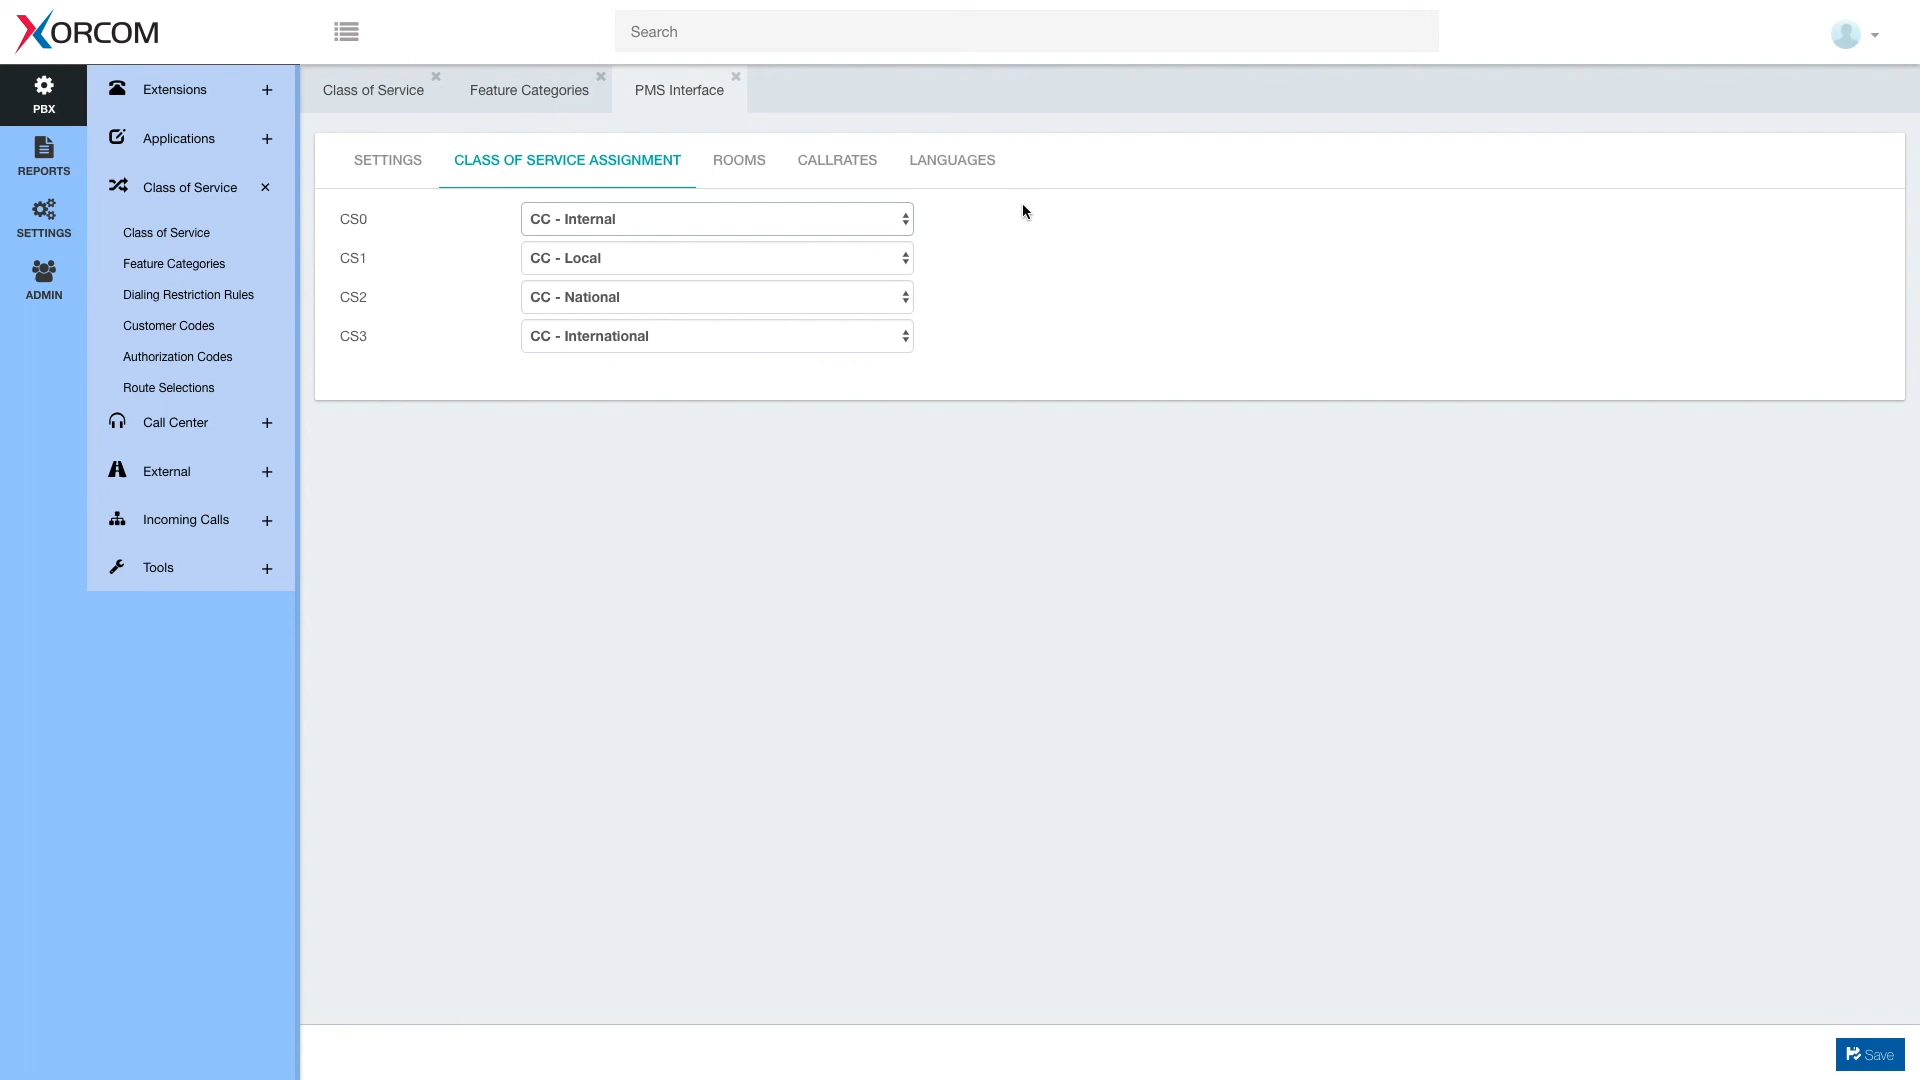 XORCOM
Search
PBX
REPORTS
SETTINGS
ADMIN
Extensions
Applications
Class of Service
Class of Service
Feature Categories
Dialing Restriction Rules
Customer Codes
Authorization Codes
Route Selections
Call Center
External
Incoming Calls
Tools
Class of Service
Feature Categories
PMS Interface
SETTINGS
CLASS OF SERVICE ASSIGNMENT
ROOMS
CALLRATES
LANGUAGES
CS0
CC - Internal
CS1
CC - Local
CS2
CC - National
CS3
CC - International
Save